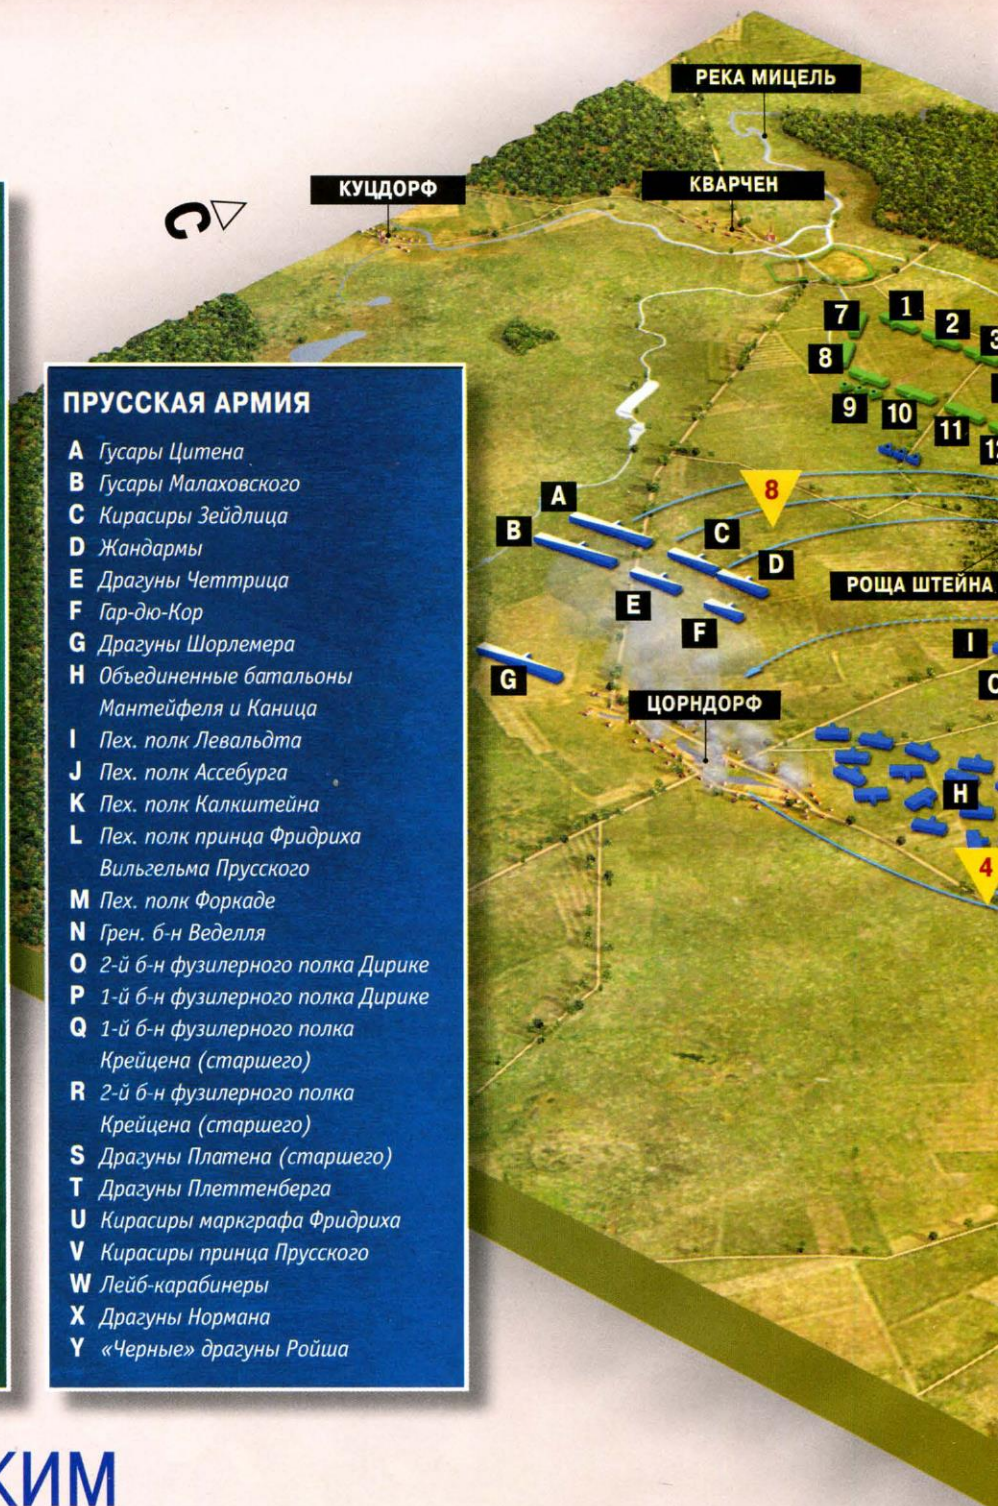 РЕКА МИЦЕЛЬ
КУЦДОРФ
КВАРЧЕН
С
7
1
2
3
8
9
10
11
12
ПРУССКАЯ АРМИЯ
A Гусары Цитена
B Гусары Малаховского
C Кирасиры Зейдлица
D Жандармы
E Драгуны Четтрица
F Гар-дю-Кор
G Драгуны Шорлемера
H Объединенные батальоны
Мантейфеля и Каница
I Пех. полк Левальдта
J Пех. полк Ассебурга
K Пех. полк Калкштейна
L Пех. полк принца Фридриха
Вильгельма Прусского
M Пех. полк Форкаде
N Грен. б-н Веделля
O 2-й б-н фузилерного полка Дирике
P 1-й б-н фузилерного полка Дирике
Q 1-й б-н фузилерного полка
Крейцена (старшего)
R 2-й б-н фузилерного полка
Крейцена (старшего)
S Драгуны Платена (старшего)
T Драгуны Плеттенберга
U Кирасиры маркграфа Фридриха
V Кирасиры принца Прусского
W Лейб-карабинеры
X Драгуны Нормана
Y «Черные» драгуны Ройша
8
A
B
C
D
E
F
G
РОЩА ШТЕЙНА
I
ЦОРНДОРФ
H
4
КИМ